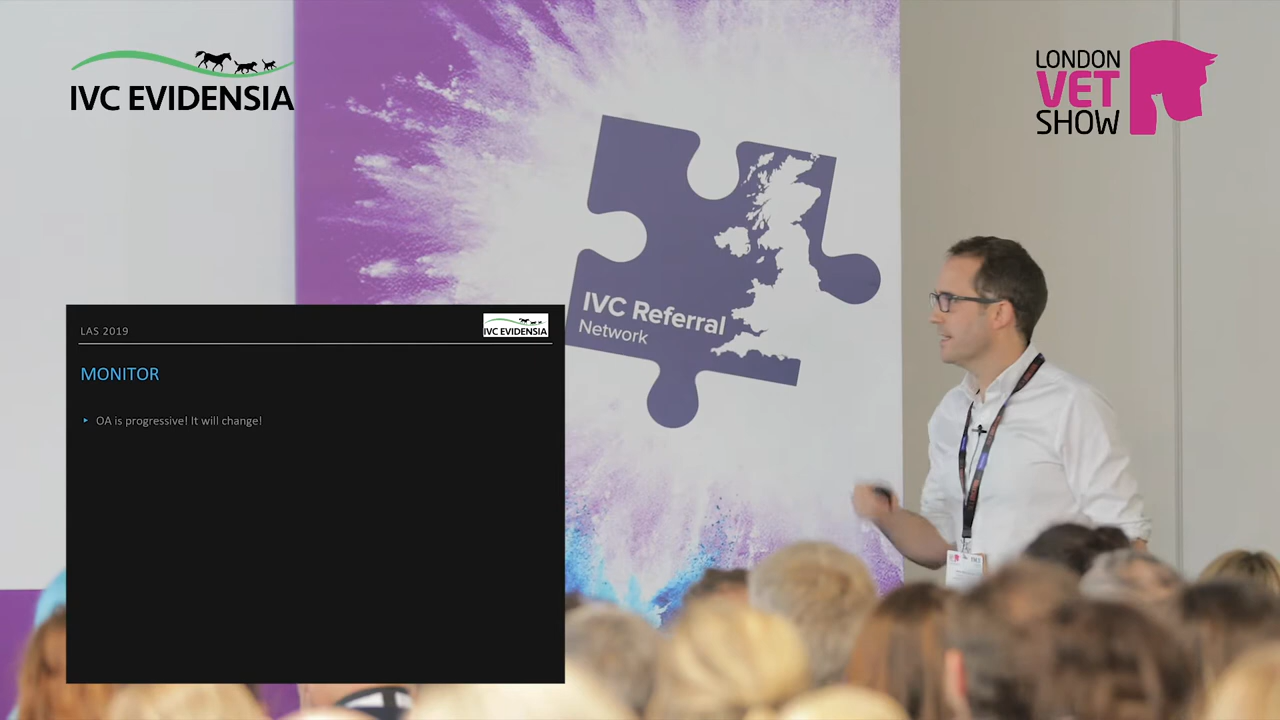 IVC EVIDENSIA
LONDON
VET
SHOW
IVC Referral
Network
LAS 2019
IVC EVIDENSIA
MONITOR
OA is progressive! It will change!